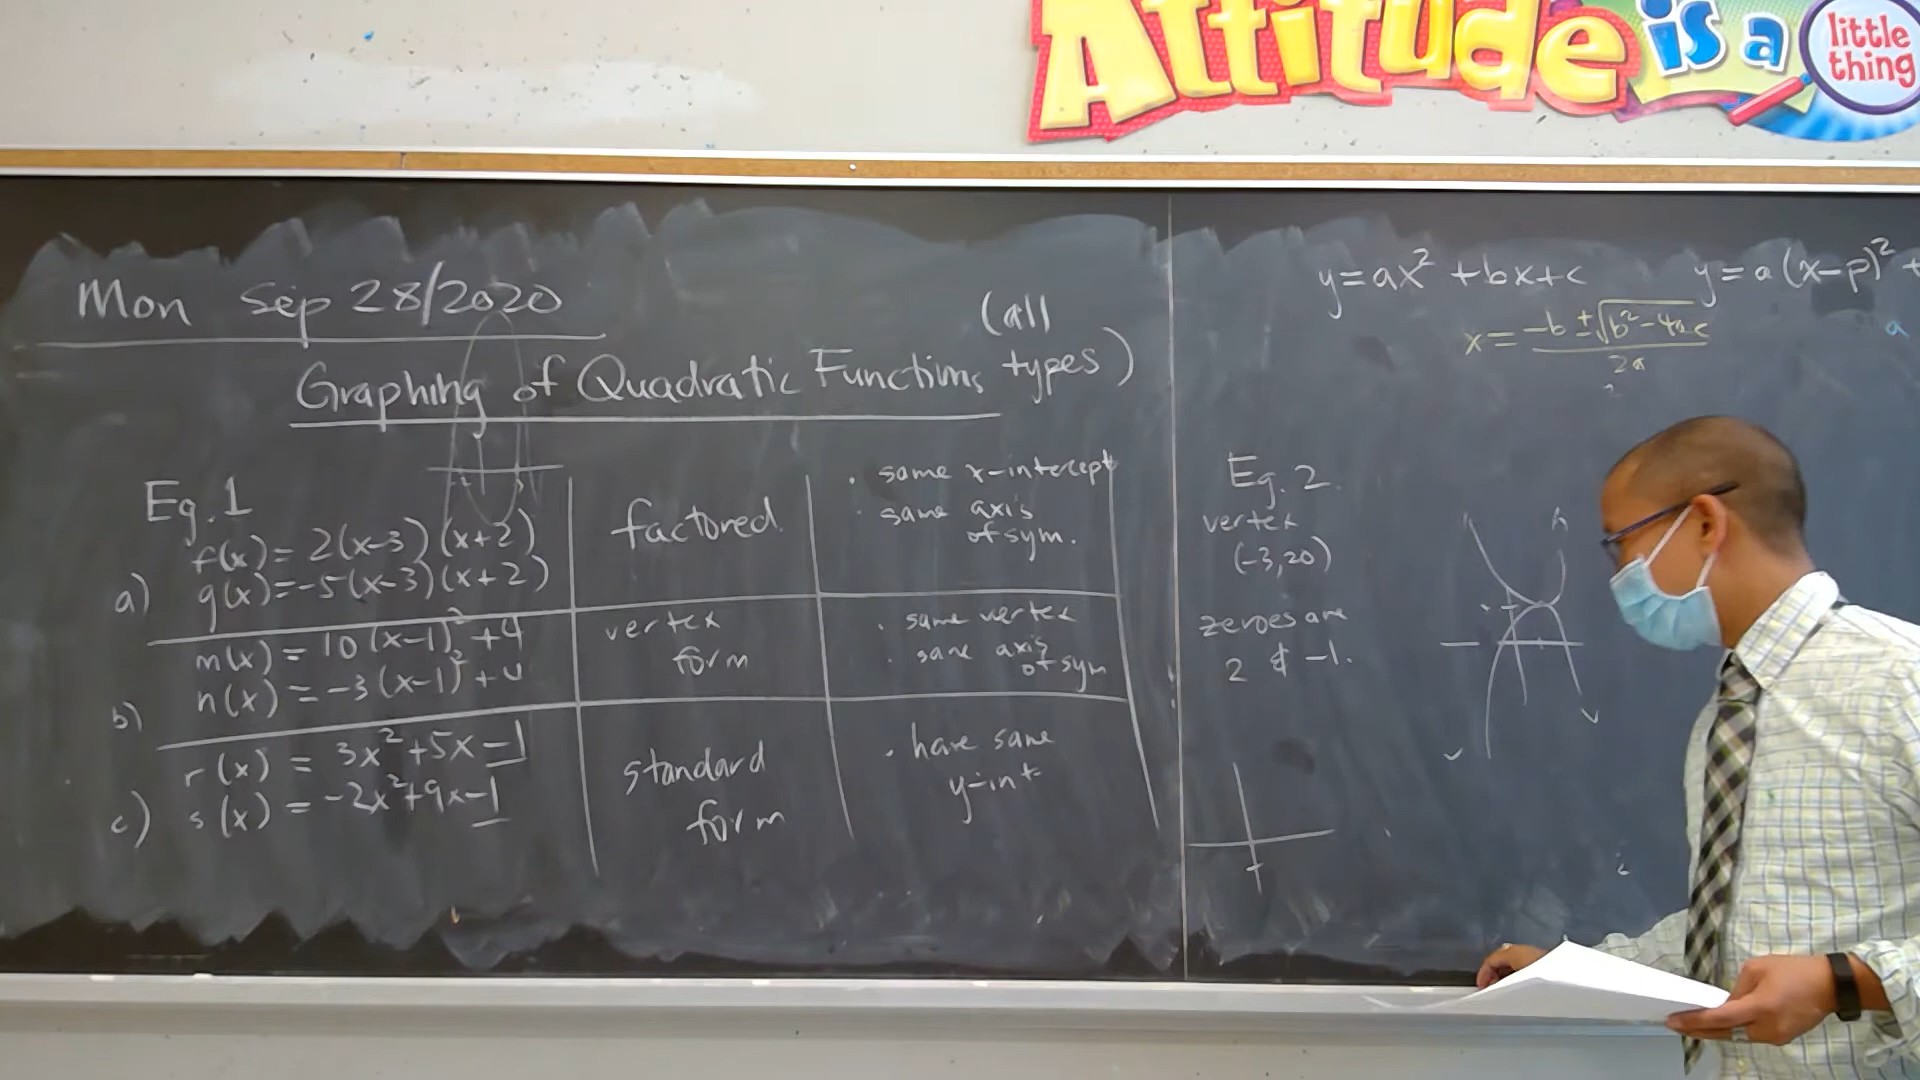 Attitude is a little thing
Mon Sep 28/2020
(all types)
Graphing of Quadratic Functions
Eg.1
a) f(x) = 2(x-3)(x+2)
g(x) = -5(x-3)(x+2)
factored.
· same x-intercept
· same axis of sym.
b) m(x) = 10(x-1)²+4
n(x) = -3(x-1)²+4
vertex form
· same vertex
· same axis of sym
c) r(x) = 3x²+5x-1
s(x) = -2x²+9x-1
standard form
· have same y-int
y=ax²+bx+c
y=a(x-p)²+
x = -b ± √b²-4ac / 2a
a
Eg. 2.
vertex
(-3,20)
zeroes are
2 & -1.